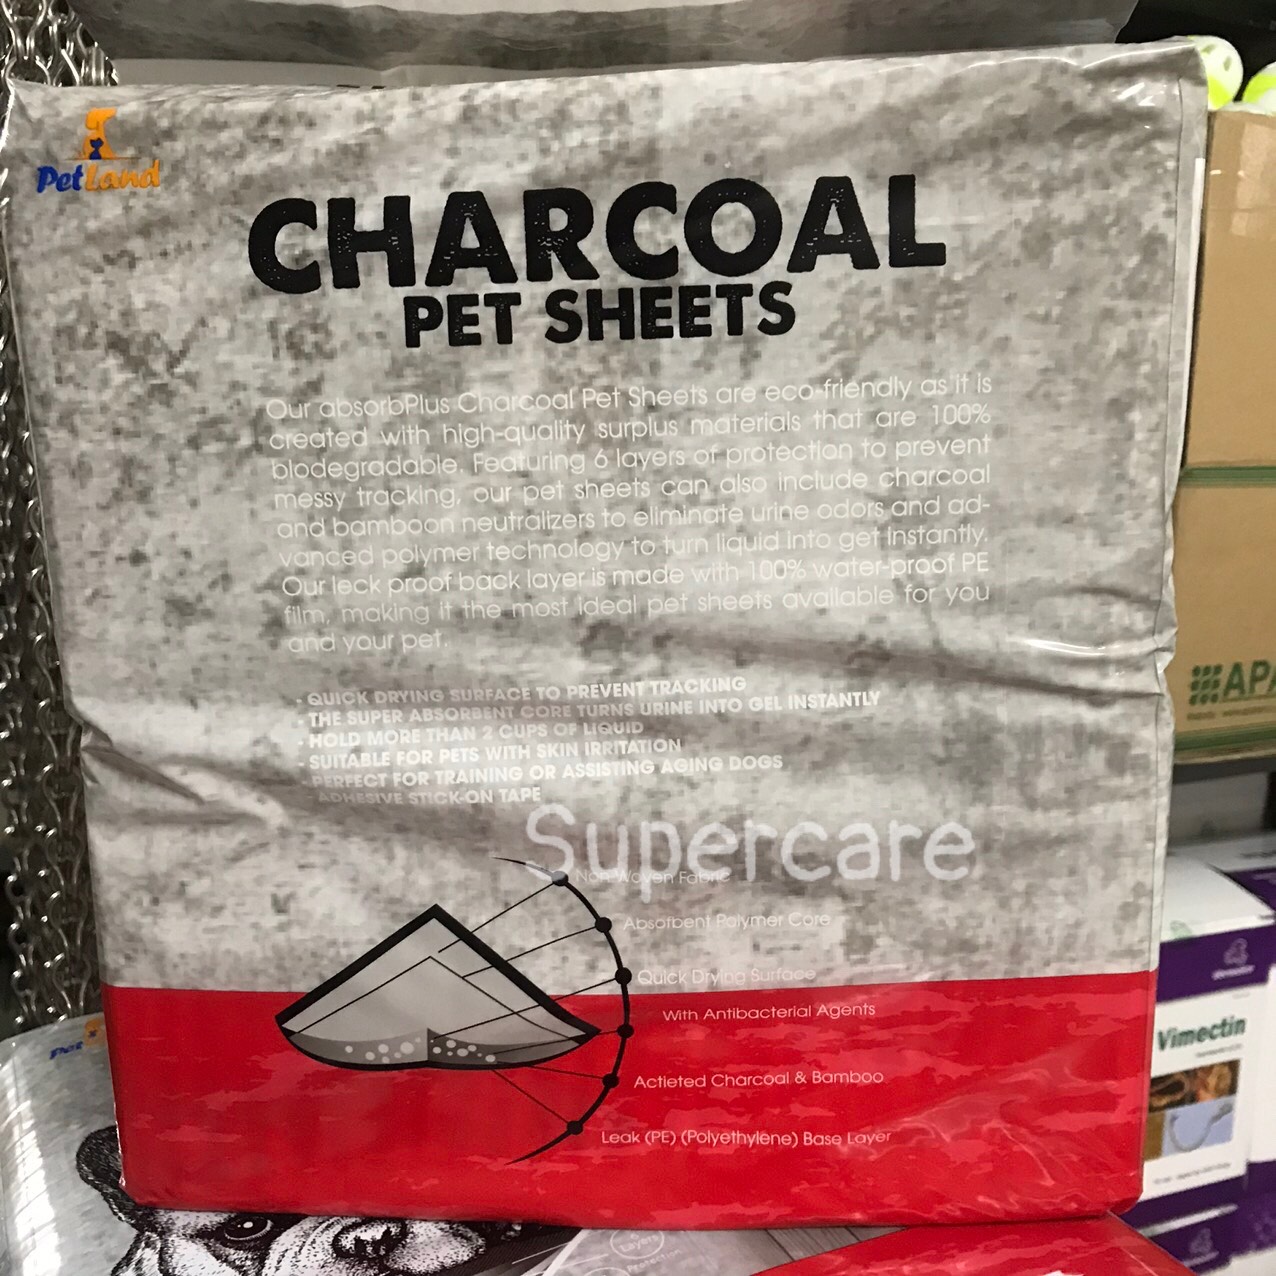 PetLand
CHARCOAL
PET SHEETS
Our absorbPlus Charcoal Pet Sheets are eco-friendly as it is
created with high-quality surplus materials that are 100%
blodegradable. Featuring 6 layers of protection to prevent
messy tracking, our pet sheets can also include charcoal
and bamboon neutralizers to eliminate urine odors and ad-
vanced polymer technology to turn liquid into get instantly.
Our leck proof back layer is made with 100% water-proof PE
film, making it the most ideal pet sheets available for you
and your pet.
- QUICK DRYING SURFACE TO PREVENT TRACKING
- THE SUPER ABSORBENT CORE TURNS URINE INTO GEL INSTANTLY
- HOLD MORE THAN 2 CUPS OF LIQUID
- SUITABLE FOR PETS WITH SKIN IRRITATION
- PERFECT FOR TRAINING OR ASSISTING AGING DOGS
ADHESIVE STICK-ON TAPE
Supercare
Non-Woven Fabric
Absorbent Polymer Core
Quick Drying Surface
With Antibacterial Agents
Actieted Charcoal & Bamboo
Leak (PE) (Polyethylene) Base Layer
Vimectin